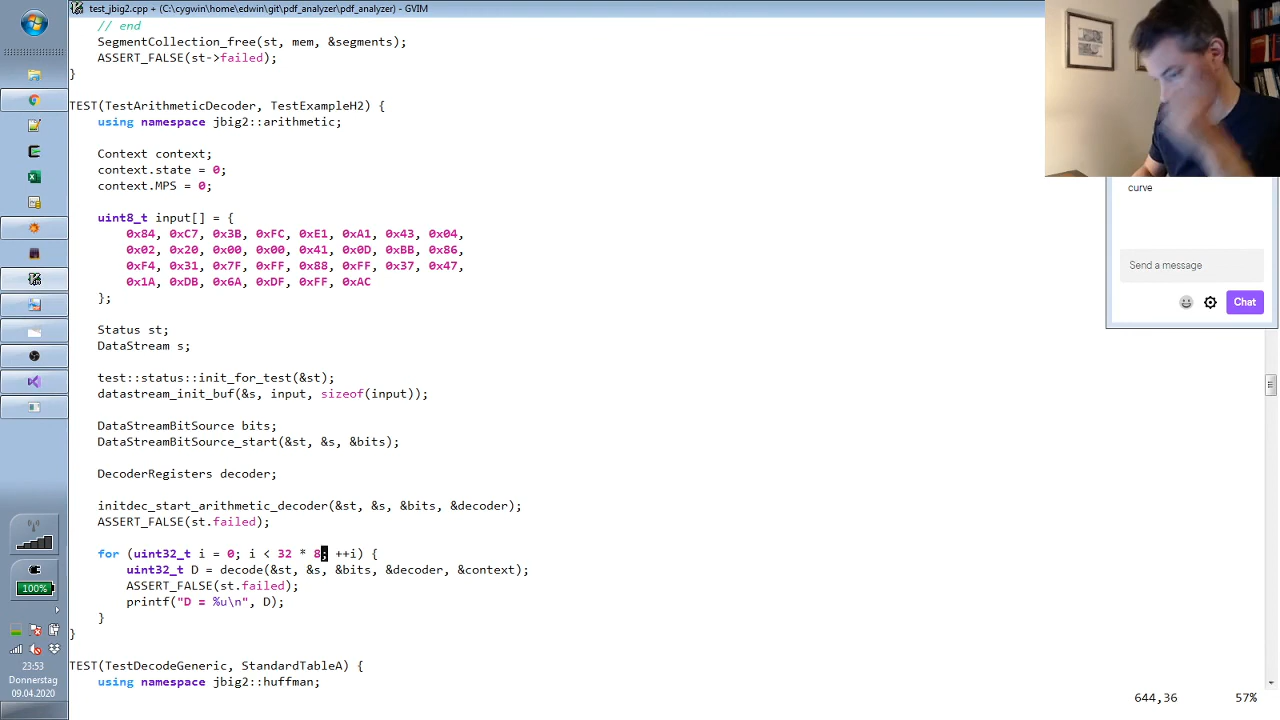 test_jbig2.cpp + (C:\cygwin\home\edwin\git\pdf_analyzer\pdf_analyzer) - GVIM
// end
SegmentCollection_free(st, mem, &segments);
ASSERT_FALSE(st->failed);
}
TEST(TestArithmeticDecoder, TestExampleH2) {
using namespace jbig2::arithmetic;
Context context;
context.state = 0;
context.MPS = 0;
curve
uint8_t input[] = {
0x84, 0xC7, 0x3B, 0xFC, 0xE1, 0xA1, 0x43, 0x04,
0x02, 0x20, 0x00, 0x00, 0x41, 0x0D, 0xBB, 0x86,
0xF4, 0x31, 0x7F, 0xFF, 0x88, 0xFF, 0x37, 0x47,
0x1A, 0xDB, 0x6A, 0xDF, 0xFF, 0xAC
};
Send a message
Chat
Status st;
DataStream s;
test::status::init_for_test(&st);
datastream_init_buf(&s, input, sizeof(input));
DataStreamBitSource bits;
DataStreamBitSource_start(&st, &s, &bits);
DecoderRegisters decoder;
initdec_start_arithmetic_decoder(&st, &s, &bits, &decoder);
ASSERT_FALSE(st.failed);
for (uint32_t i = 0; i < 32 * 8; ++i) {
uint32_t D = decode(&st, &s, &bits, &decoder, &context);
ASSERT_FALSE(st.failed);
printf("D = %u\n", D);
}
}
TEST(TestDecodeGeneric, StandardTableA) {
using namespace jbig2::huffman;
644,36
57%
100%
23:53
Donnerstag
09.04.2020